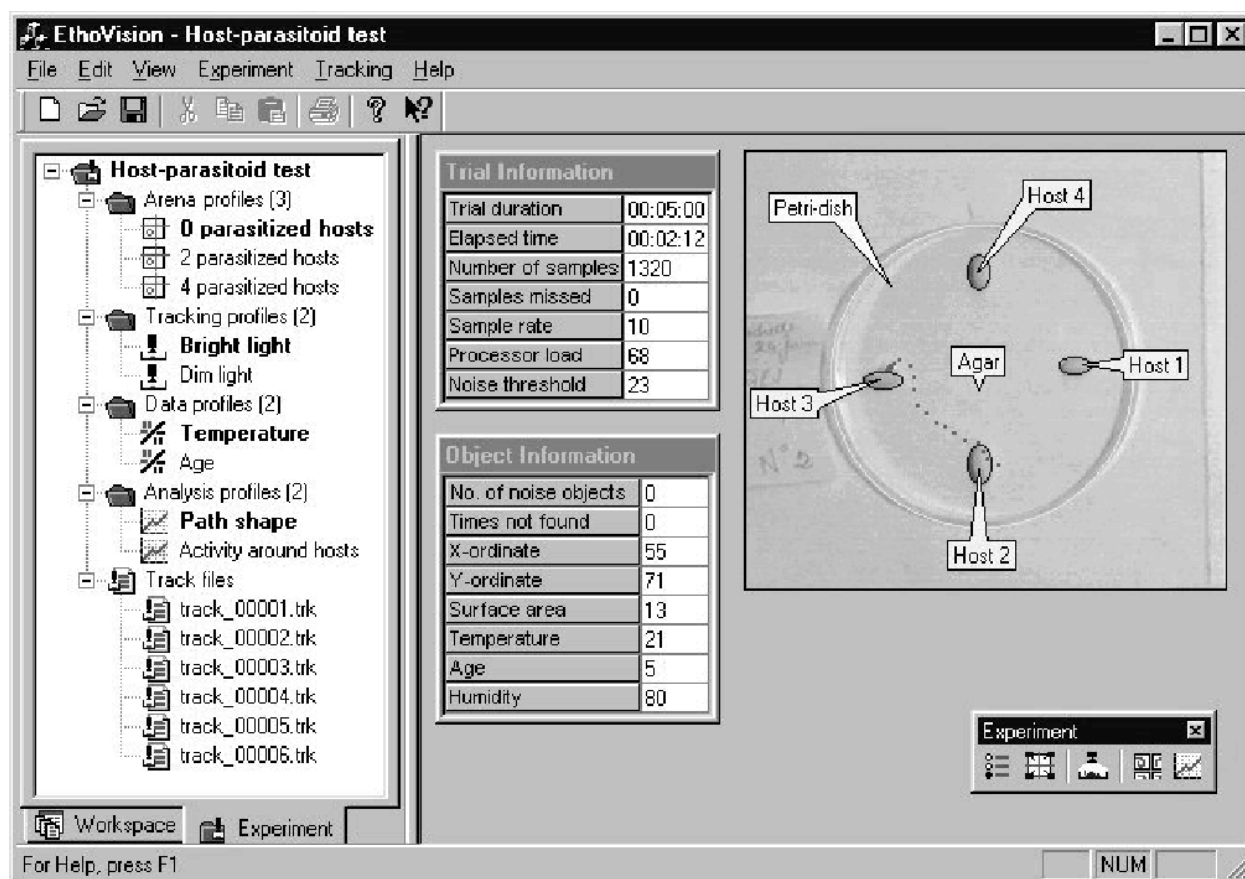 EthoVision - Host-parasitoid test
File Edit View Experiment Tracking Help
Host-parasitoid test
Arena profiles (3)
0 parasitized hosts
2 parasitized hosts
4 parasitized hosts
Tracking profiles (2)
Bright light
Dim light
Data profiles (2)
Temperature
Age
Analysis profiles (2)
Path shape
Activity around hosts
Track files
track_00001.trk
track_00002.trk
track_00003.trk
track_00004.trk
track_00005.trk
track_00006.trk
Workspace Experiment
Trial Information
Trial duration 00:05:00
Elapsed time 00:02:12
Number of samples 1320
Samples missed 0
Sample rate 10
Processor load 68
Noise threshold 23
Object Information
No. of noise objects 0
Times not found 0
X-ordinate 55
Y-ordinate 71
Surface area 13
Temperature 21
Age 5
Humidity 80
Petri-dish
Host 4
Agar
Host 1
Host 3
N° 2
Host 2
Experiment
For Help, press F1 NUM